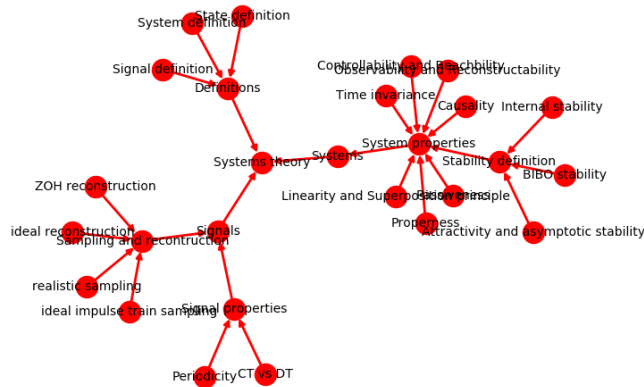 State definition
System definition
Signal definition
Definitions
Controllability and Reachbility
Observability and Reconstructability
Time invariance
Causality
Internal stability
System properties
Systems
Systems theory
Stability definition
BIBO stability
ZOH reconstruction
Linearity and Superposition principle
Passiveness
Properness
Attractivity and asymptotic stability
ideal reconstruction
Sampling and recontruction
Signals
realistic sampling
ideal impulse train sampling
Signal properties
Periodicity
CT vs DT